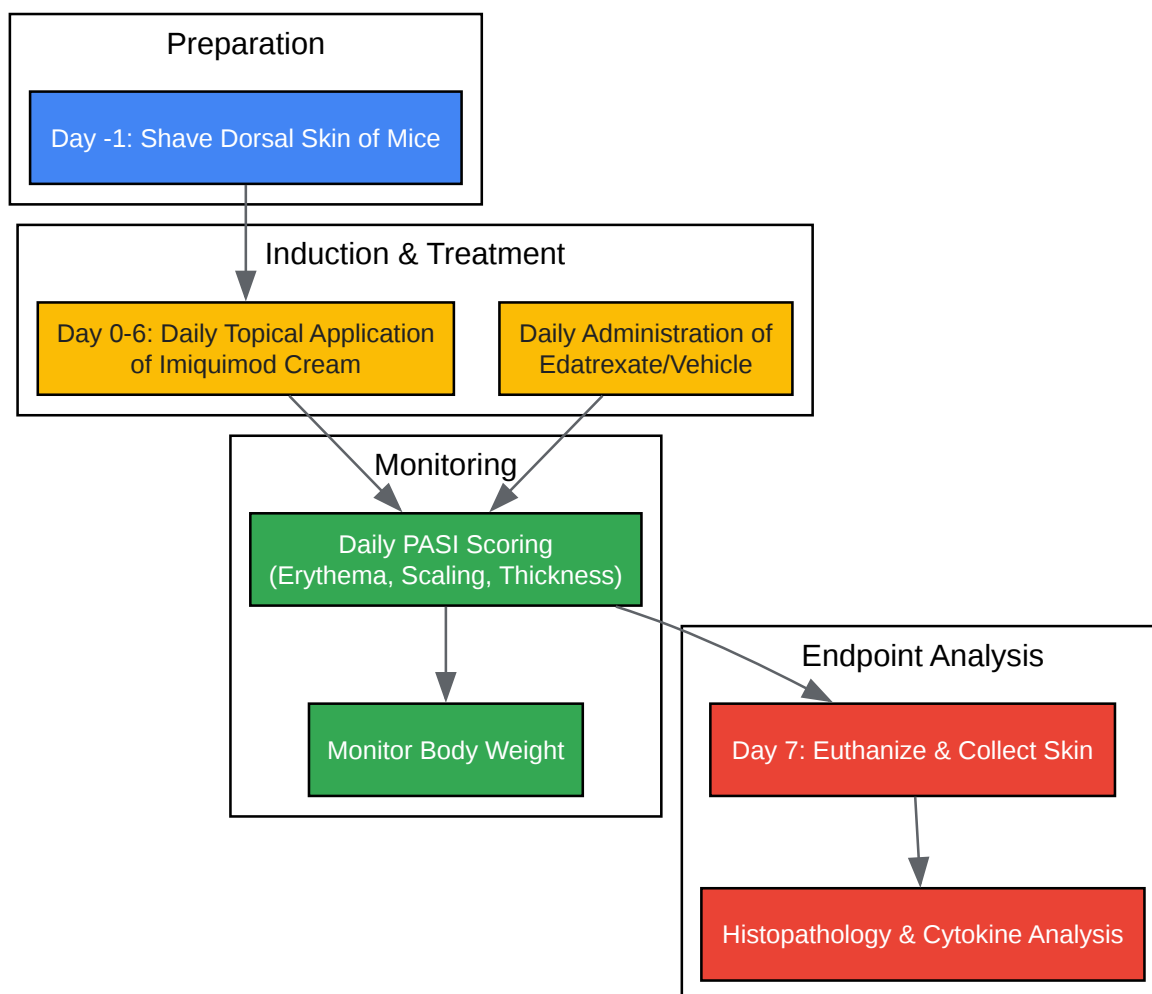 Preparation
Day -1: Shave Dorsal Skin of Mice
Induction & Treatment
Day 0-6: Daily Topical Application
of Imiquimod Cream
Daily Administration of
Edatrexate/Vehicle
Monitoring
Daily PASI Scoring
(Erythema, Scaling, Thickness)
Monitor Body Weight
Endpoint Analysis
Day 7: Euthanize & Collect Skin
Histopathology & Cytokine Analysis